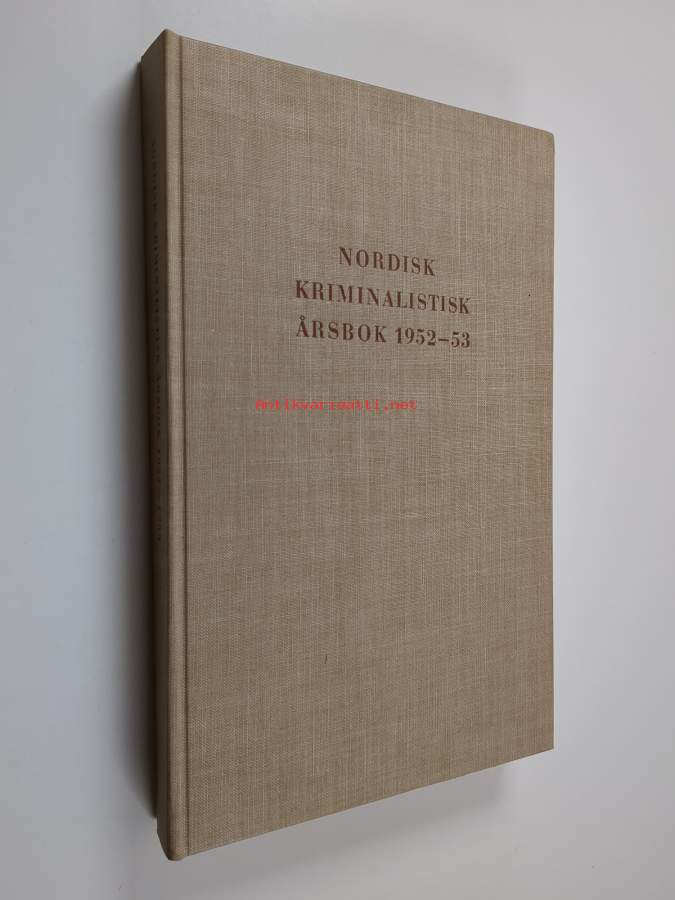 NORDISK
KRIMINALISTISK
ÅRSBOK 1952–53
Antikvariaatti.net